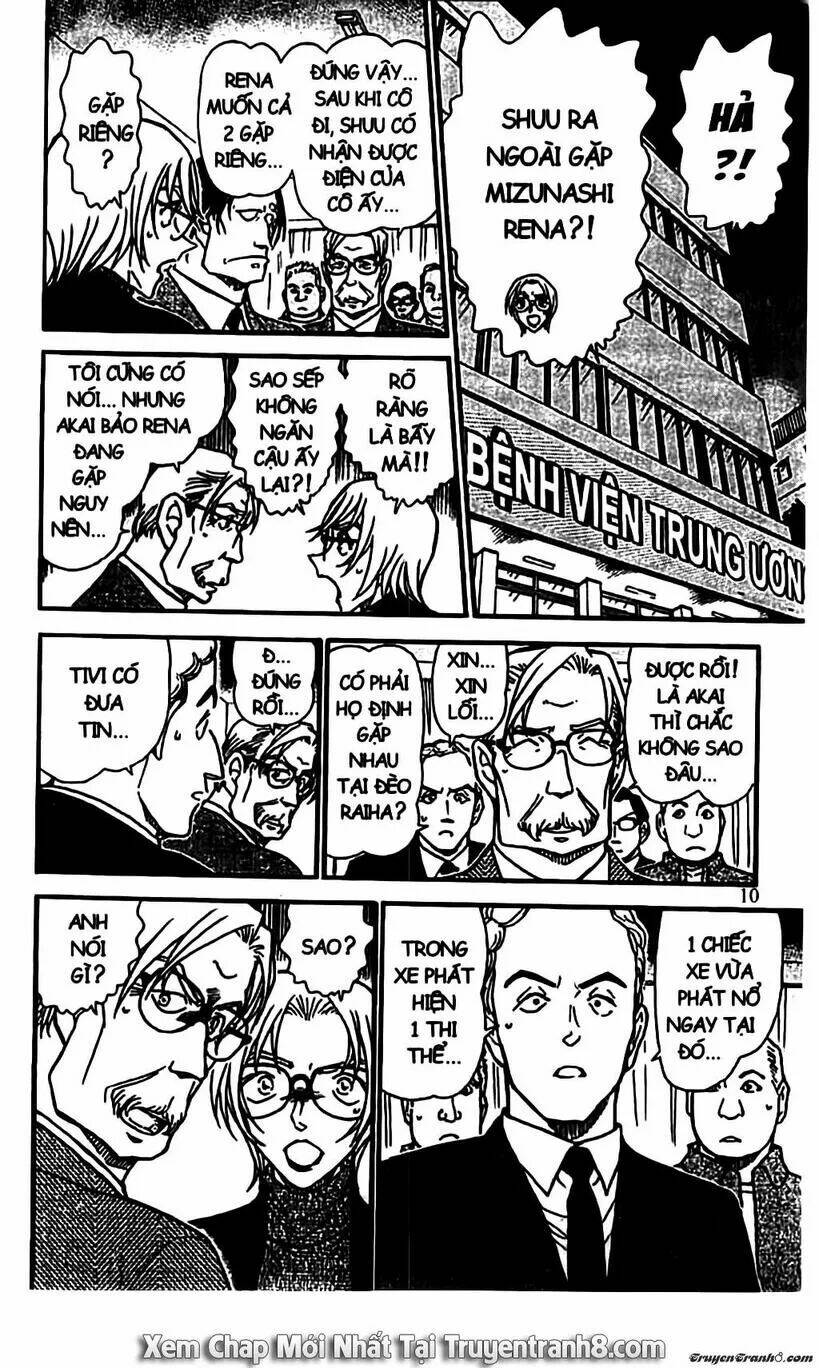 HẢ
?!
SHUU RA
NGOÀI GẶP
MIZUNASHI
RENA?!
BỆNH VIỆN TRUNG ƯƠN
ĐÚNG VẬY...
SAU KHI CÔ
ĐI, SHUU CÓ
NHẬN ĐƯỢC
ĐIỆN CỦA
CÔ ẤY...
RENA
MUỐN CẢ
2 GẶP
RIÊNG...
GẶP
RIÊNG
?
RÕ
RÀNG
LÀ BẪY
MÀ!!
SAO SẾP
KHÔNG
NGĂN
CẬU ẤY
LẠI?!
TÔI CŨNG CÓ
NÓI... NHƯNG
AKAI BẢO RENA
ĐANG
GẶP
NGUY
NÊN...
ĐƯỢC RỒI!
LÀ AKAI
THÌ CHẮC
KHÔNG SAO
ĐÂU...
XIN...
XIN
LỖI...
CÓ PHẢI
HỌ ĐỊNH
GẶP
NHAU
TẠI ĐÈO
RAIHA?
Đ...
ĐÚNG
RỒI...
TIVI CÓ
ĐƯA
TIN...
10
1 CHIẾC
XE VỪA
PHÁT NỔ
NGAY TẠI
ĐÓ...
TRONG
XE PHÁT
HIỆN
1 THI
THỂ...
SAO?
ANH
NÓI
GÌ?
Xem Chap Mới Nhất Tại Truyentranh8.com
TruyenTranh8.com